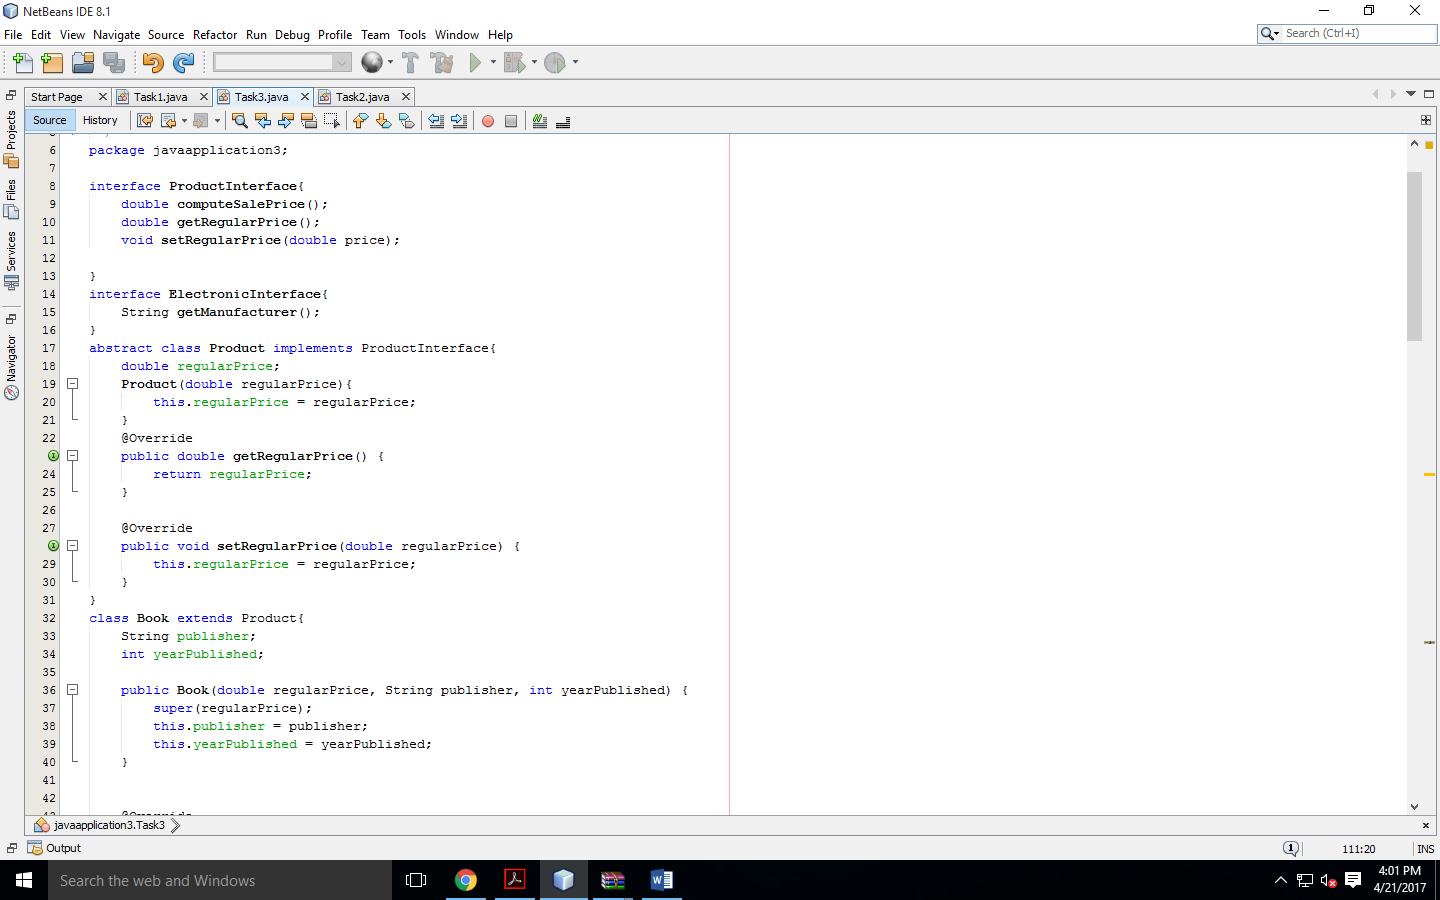 NetBeans IDE 8.1
File Edit View Navigate Source Refactor Run Debug Profile Team Tools Window Help
Search (Ctrl+I)
Start Page Task1.java Task3.java Task2.java
Source History
Projects
Files
Services
Navigator
6 package javaapplication3;
7
8 interface ProductInterface{
9 double computeSalePrice();
10 double getRegularPrice();
11 void setRegularPrice(double price);
12
13 }
14 interface ElectronicInterface{
15 String getManufacturer();
16 }
17 abstract class Product implements ProductInterface{
18 double regularPrice;
19 Product(double regularPrice){
20 this.regularPrice = regularPrice;
21 }
22 @Override
public double getRegularPrice() {
24 return regularPrice;
25 }
26
27 @Override
public void setRegularPrice(double regularPrice) {
29 this.regularPrice = regularPrice;
30 }
31 }
32 class Book extends Product{
33 String publisher;
34 int yearPublished;
35
36 public Book(double regularPrice, String publisher, int yearPublished) {
37 super(regularPrice);
38 this.publisher = publisher;
39 this.yearPublished = yearPublished;
40 }
41
42
javaapplication3.Task3
Output
1
111:20 INS
Search the web and Windows
4:01 PM
4/21/2017